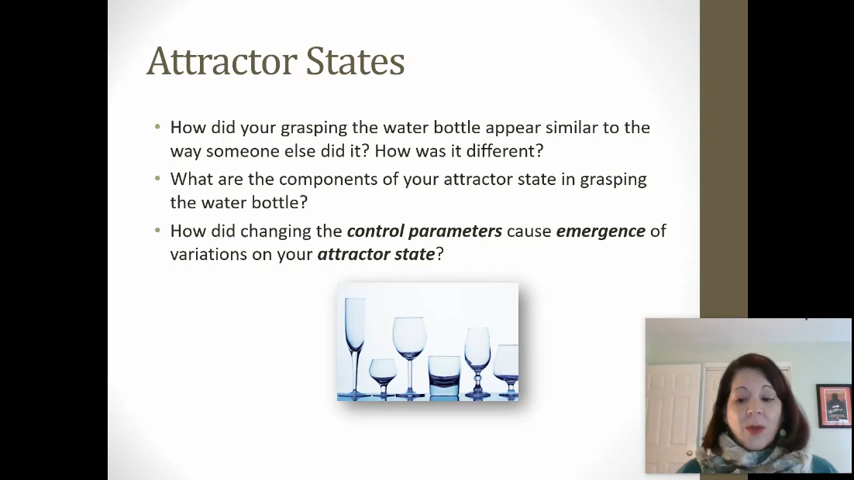 Attractor States
• How did your grasping the water bottle appear similar to the
way someone else did it? How was it different?
• What are the components of your attractor state in grasping
the water bottle?
• How did changing the control parameters cause emergence of
variations on your attractor state?